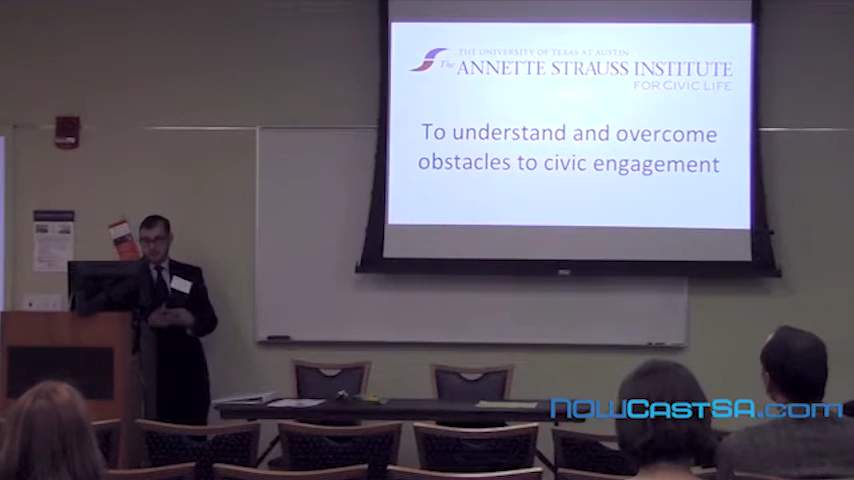 THE UNIVERSITY OF TEXAS AT AUSTIN
The ANNETTE STRAUSS INSTITUTE
FOR CIVIC LIFE
To understand and overcome
obstacles to civic engagement
NOWCASTSA.com